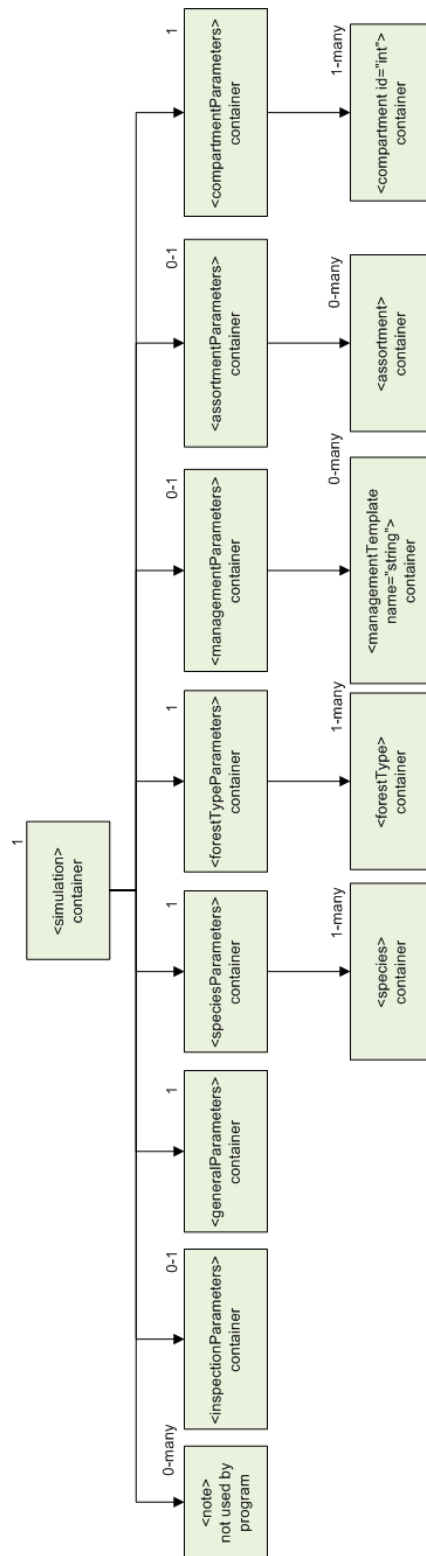 1
<simulation>
container
0-many
<note>
not used by
program
0-1
<inspectionParameters>
container
1
<generalParameters>
container
1
<speciesParameters>
container
1
<forestTypeParameters>
container
0-1
<managementParameters>
container
0-1
<assortmentParameters>
container
1
<compartmentParameters>
container
1-many
<species>
container
1-many
<forestType>
container
0-many
<managementTemplate
name="string">
container
0-many
<assortment>
container
1-many
<compartment id="int">
container